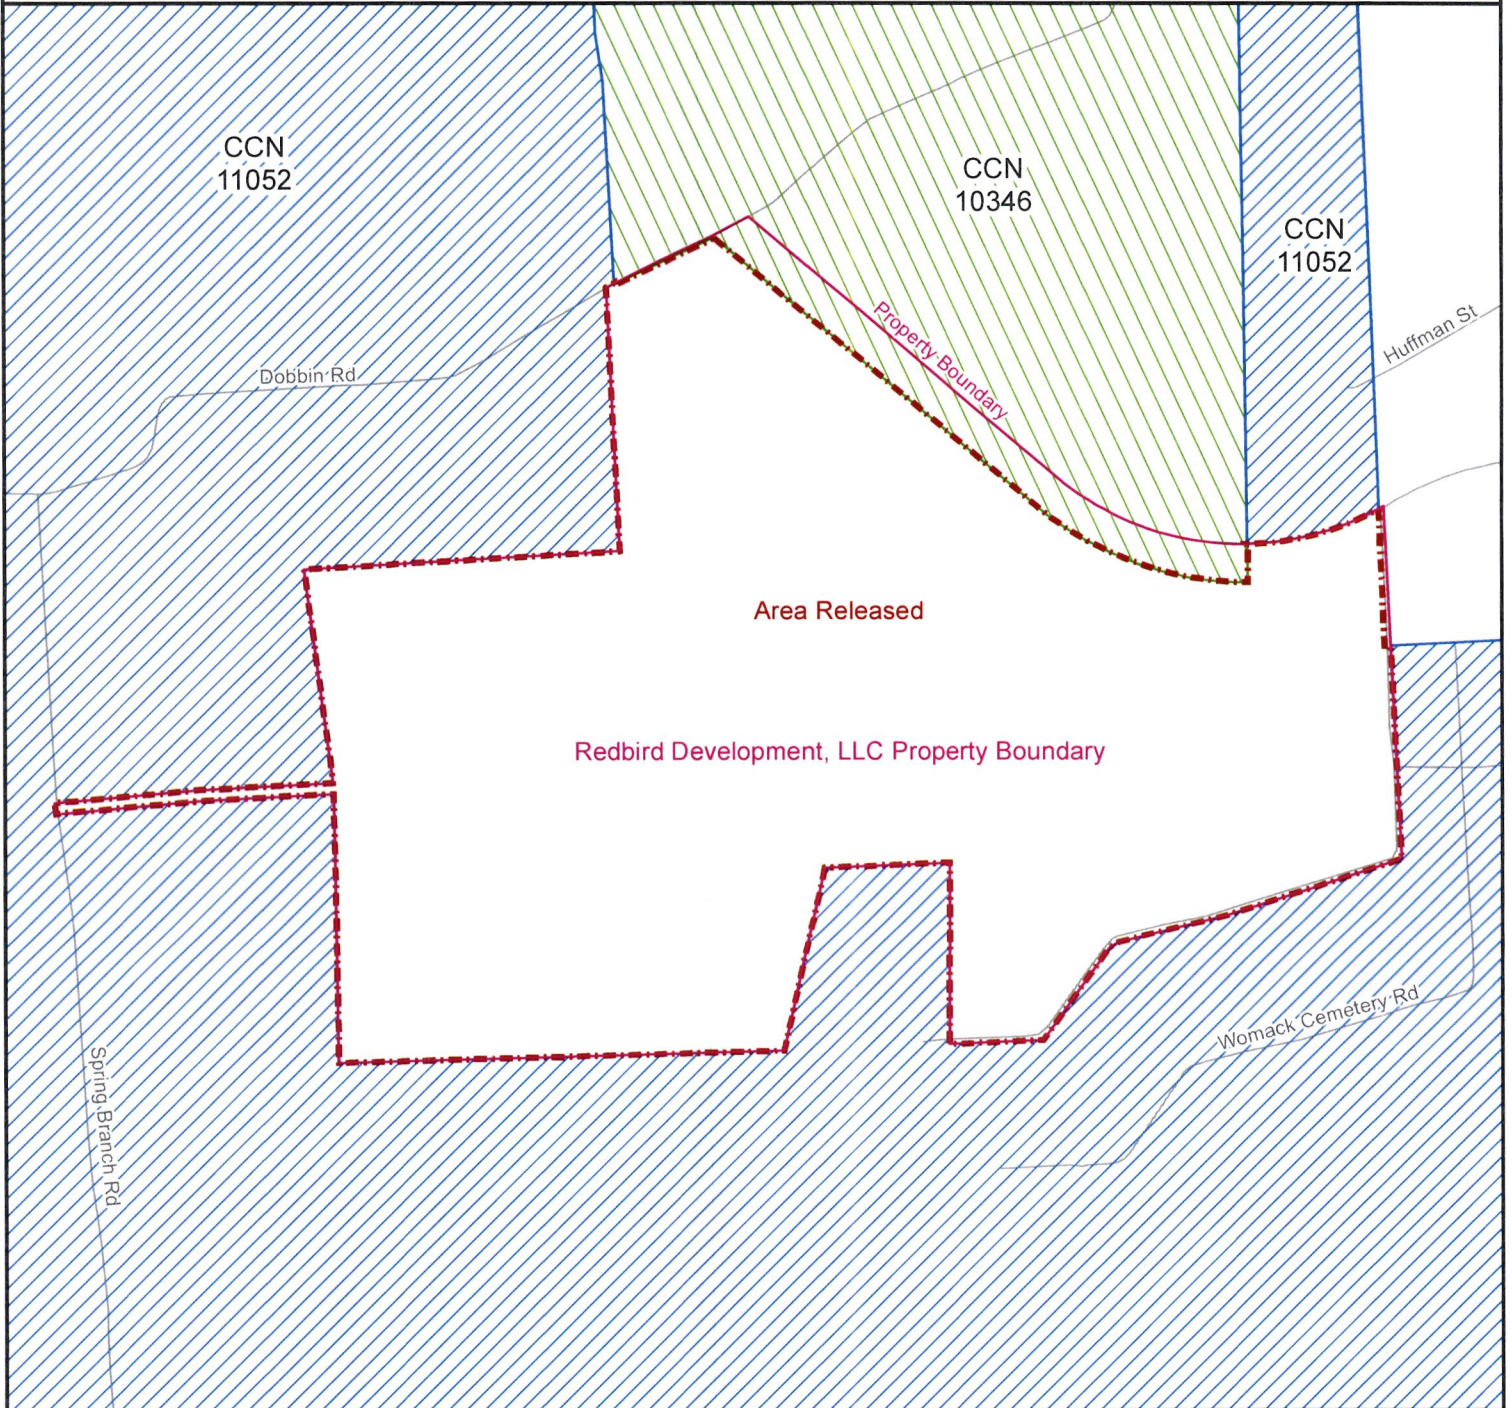 CCN
11052
CCN
10346
CCN
11052
Huffman St
Property Boundary
Dobbin Rd
Area Released
Redbird Development, LLC Property Boundary
Womack Cemetery Rd
Spring Branch Rd